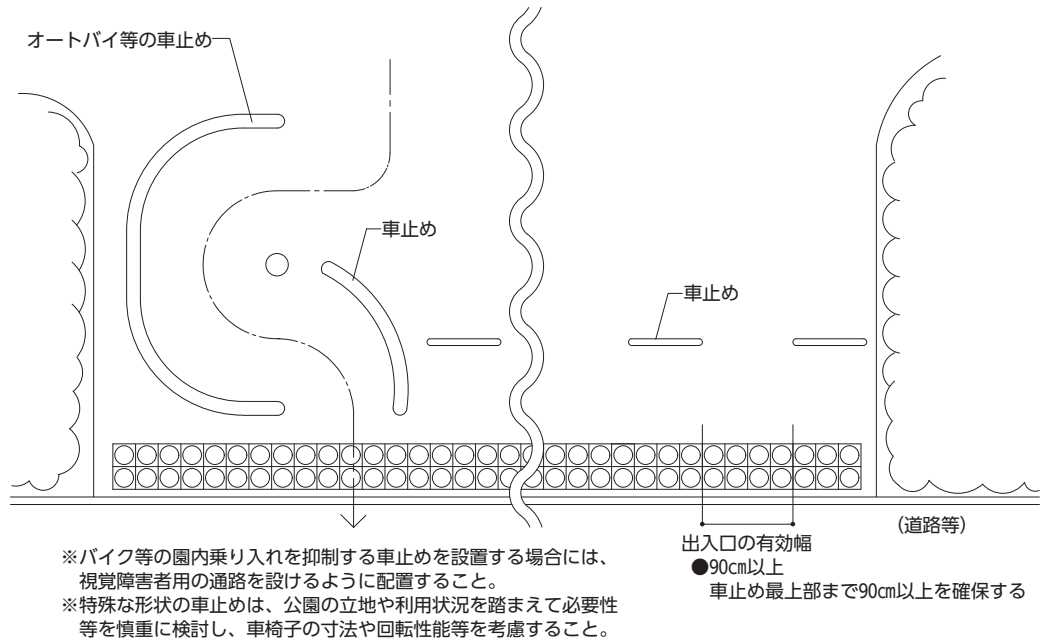 オートバイ等の車止め
車止め
車止め
(道路等)
出入口の有効幅
●90㎝以上
車止め最上部まで90㎝以上を確保する
※バイク等の園内乗り入れを抑制する車止めを設置する場合には、
視覚障害者用の通路を設けるように配置すること。
※特殊な形状の車止めは、公園の立地や利用状況を踏まえて必要性
等を慎重に検討し、車椅子の寸法や回転性能等を考慮すること。